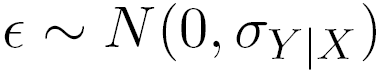 ϵ ∼ N(0, σ_{Y|X})